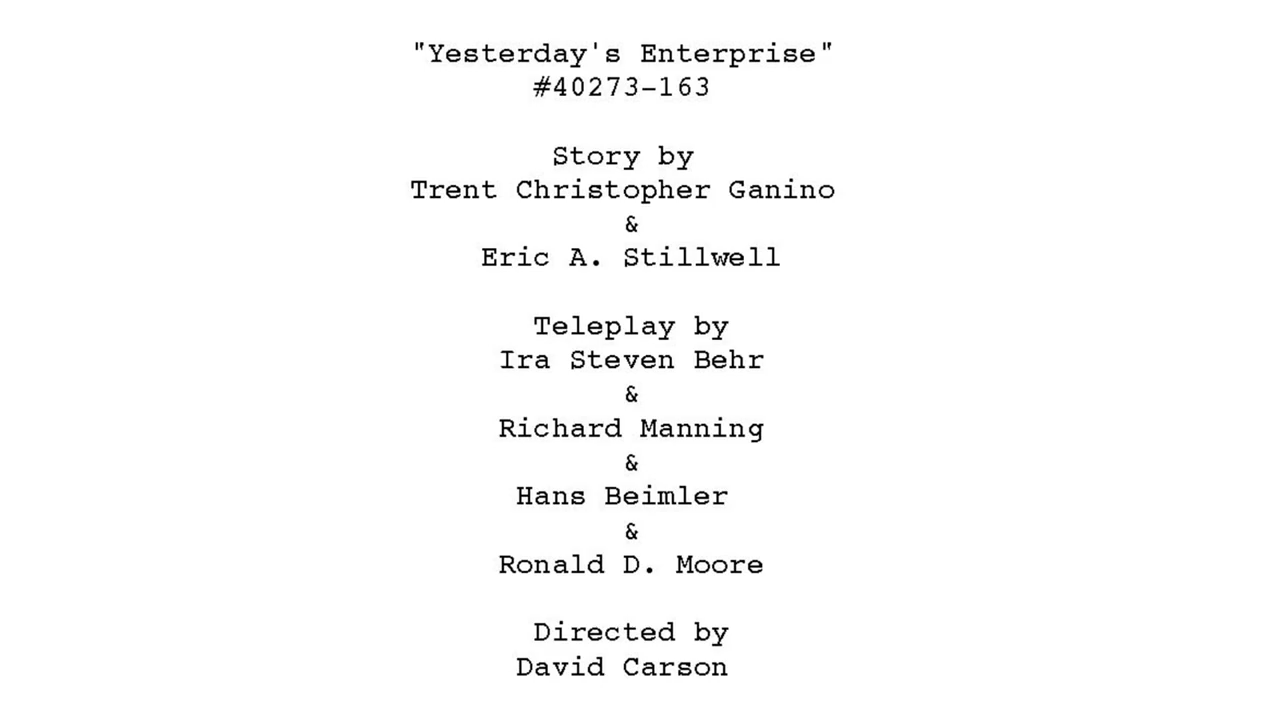 "Yesterday's Enterprise"
#40273-163
Story by
Trent Christopher Ganino
&
Eric A. Stillwell
Teleplay by
Ira Steven Behr
&
Richard Manning
&
Hans Beimler
&
Ronald D. Moore
Directed by
David Carson